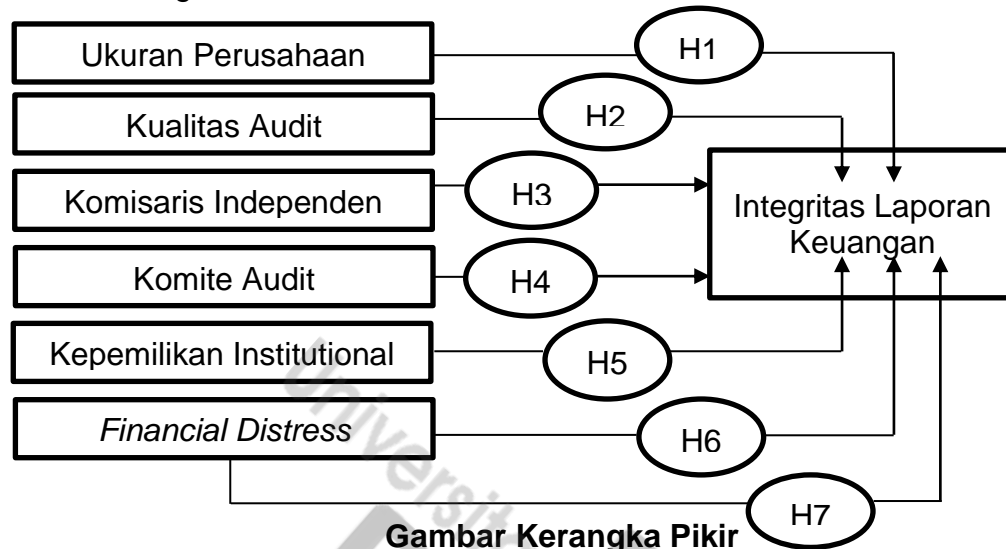 Ukuran Perusahaan
H1
Kualitas Audit
H2
Komisaris Independen
H3
Integritas Laporan
Keuangan
Komite Audit
H4
Kepemilikan Institutional
H5
Financial Distress
H6
H7
Gambar Kerangka Pikir